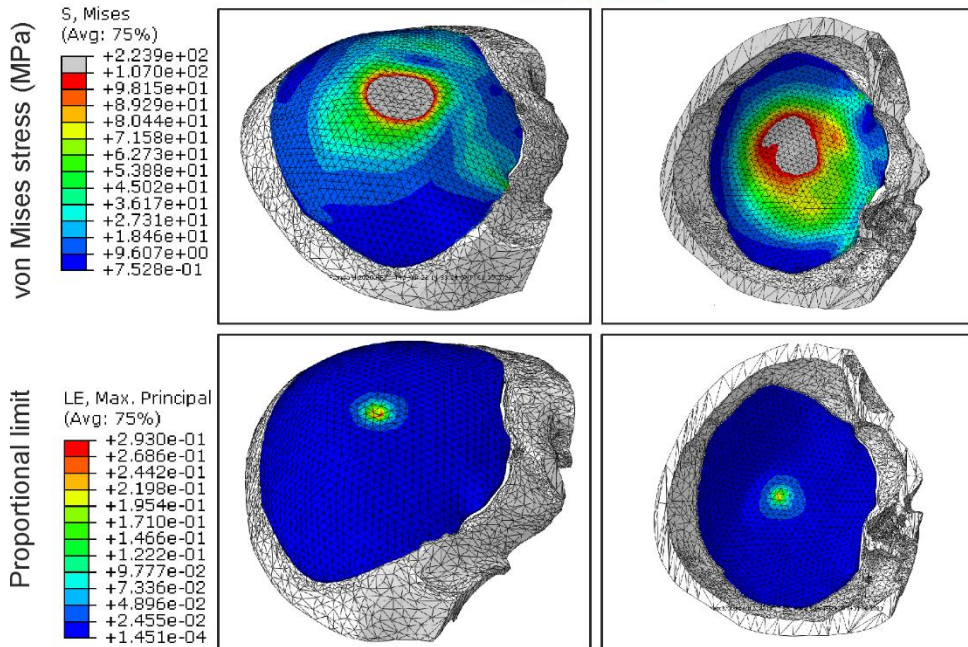 von Mises stress (MPa)
S, Mises
(Avg: 75%)
+2.239e+02
+1.070e+02
+9.815e+01
+8.929e+01
+8.044e+01
+7.158e+01
+6.273e+01
+5.388e+01
+4.502e+01
+3.617e+01
+2.731e+01
+1.846e+01
+9.607e+00
+7.528e-01
Proportional limit
LE, Max. Principal
(Avg: 75%)
+2.930e-01
+2.686e-01
+2.442e-01
+2.198e-01
+1.954e-01
+1.710e-01
+1.466e-01
+1.222e-01
+9.777e-02
+7.336e-02
+4.896e-02
+2.455e-02
+1.451e-04